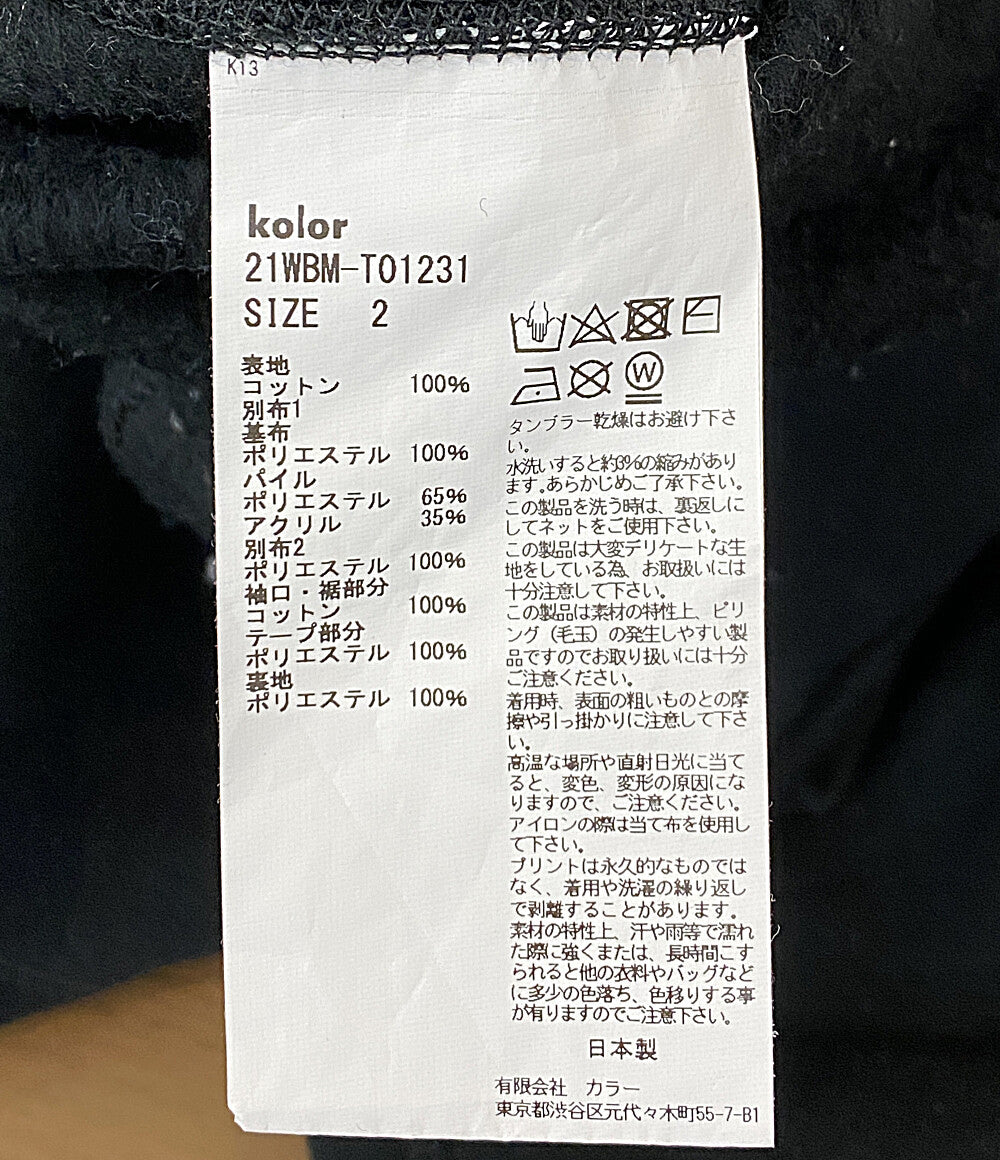 K13
kolor
21WBM-T01231
SIZE 2
表地
コットン 100%
別布1
基布
ポリエステル 100%
パイル
ポリエステル 65%
アクリル 35%
別布2
ポリエステル 100%
袖口・裾部分
コットン 100%
テープ部分
ポリエステル 100%
裏地
ポリエステル 100%
W
タンブラー乾燥はお避け下さ
い。
水洗いすると約3%の縮みがあり
ます。あらかじめご了承下さい。
この製品を洗う時は、裏返しに
してネットをご使用下さい。
この製品は大変デリケートな生
地をしている為、お取扱いには
十分注意して下さい。
この製品は素材の特性上、ピリ
ング（毛玉）の発生しやすい製
品ですのでお取り扱いには十分
ご注意ください。
着用時、表面の粗いものとの摩
擦や引っ掛かりに注意して下さ
い。
高温な場所や直射日光に当て
ると、変色、変形の原因にな
りますので、ご注意ください。
アイロンの際は当て布を使用し
て下さい。
プリントは永久的なものでは
なく、着用や洗濯の繰り返し
で剥離することがあります。
素材の特性上、汗や雨等で濡れ
た際に強くまたは、長時間こす
られると他の衣料やバッグなど
に多少の色落ち、色移りする事
が有りますのでご注意下さい。
日本製
有限会社 カラー
東京都渋谷区元代々木町55-7-B1